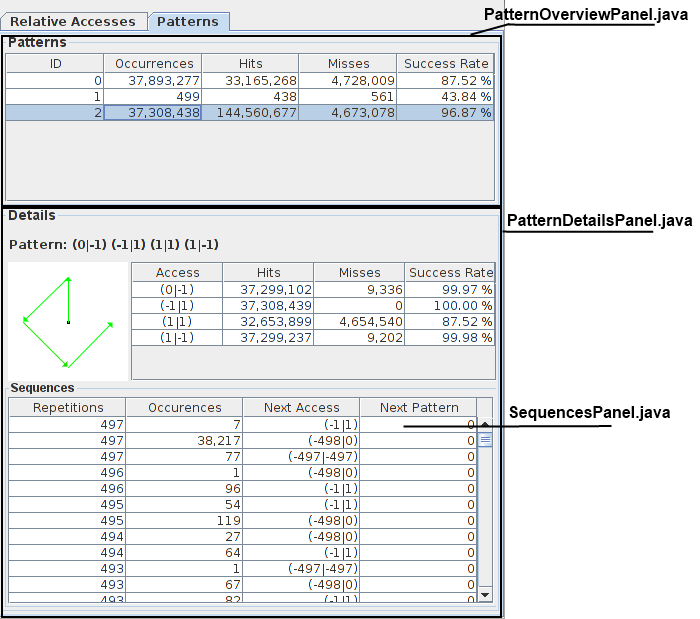 PatternOverviewPanel.java
Relative Accesses Patterns
Patterns
ID Occurrences Hits Misses Success Rate
0 37,893,277 33,165,268 4,728,009 87.52 %
1 499 438 561 43.84 %
2 37,308,438 144,560,677 4,673,078 96.87 %
Details
PatternDetailsPanel.java
Pattern: (0|-1) (-1|1) (1|1) (1|-1)
Access Hits Misses Success Rate
(0|-1) 37,299,102 9,336 99.97 %
(-1|1) 37,308,439 0 100.00 %
(1|1) 32,653,899 4,654,540 87.52 %
(1|-1) 37,299,237 9,202 99.98 %
Sequences
Repetitions Occurences Next Access Next Pattern
SequencesPanel.java
497 7 (-1|1) 0
497 38,217 (-498|0) 0
497 77 (-497|-497) 0
496 1 (-498|0) 0
496 96 (-1|1) 0
495 54 (-1|1) 0
495 119 (-498|0) 0
494 27 (-498|0) 0
494 64 (-1|1) 0
493 1 (-497|-497) 0
493 67 (-498|0) 0
493 82 (-1|1) 0